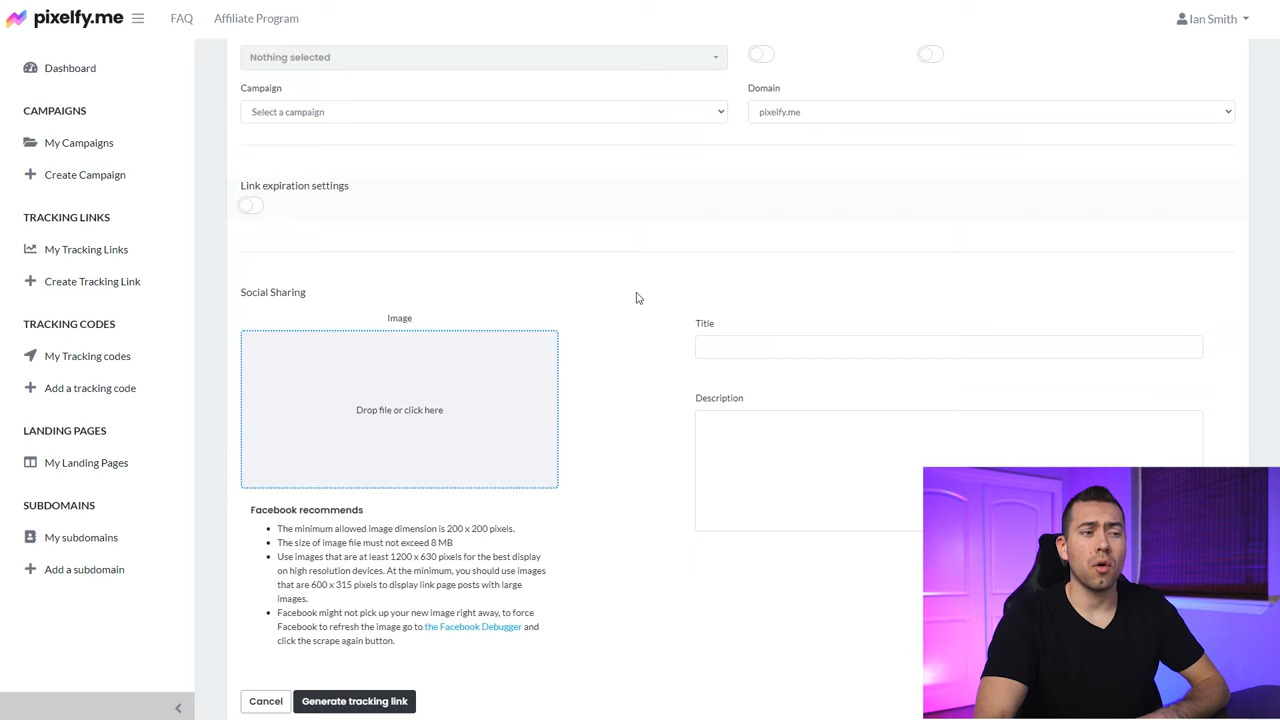 pixelfy.me
FAQ
Affiliate Program
Ian Smith
Dashboard
CAMPAIGNS
My Campaigns
Create Campaign
TRACKING LINKS
My Tracking Links
Create Tracking Link
TRACKING CODES
My Tracking codes
Add a tracking code
LANDING PAGES
My Landing Pages
SUBDOMAINS
My subdomains
Add a subdomain
Nothing selected
Campaign
Domain
Select a campaign
pixelfy.me
Link expiration settings
Social Sharing
Image
Drop file or click here
Title
Description
Facebook recommends
The minimum allowed image dimension is 200 x 200 pixels.
The size of image file must not exceed 8 MB
Use images that are at least 1200 x 630 pixels for the best display
on high resolution devices. At the minimum, you should use images
that are 600 x 315 pixels to display link page posts with large
images.
Facebook might not pick up your new image right away, to force
Facebook to refresh the image go to the Facebook Debugger and
click the scrape again button.
Cancel
Generate tracking link